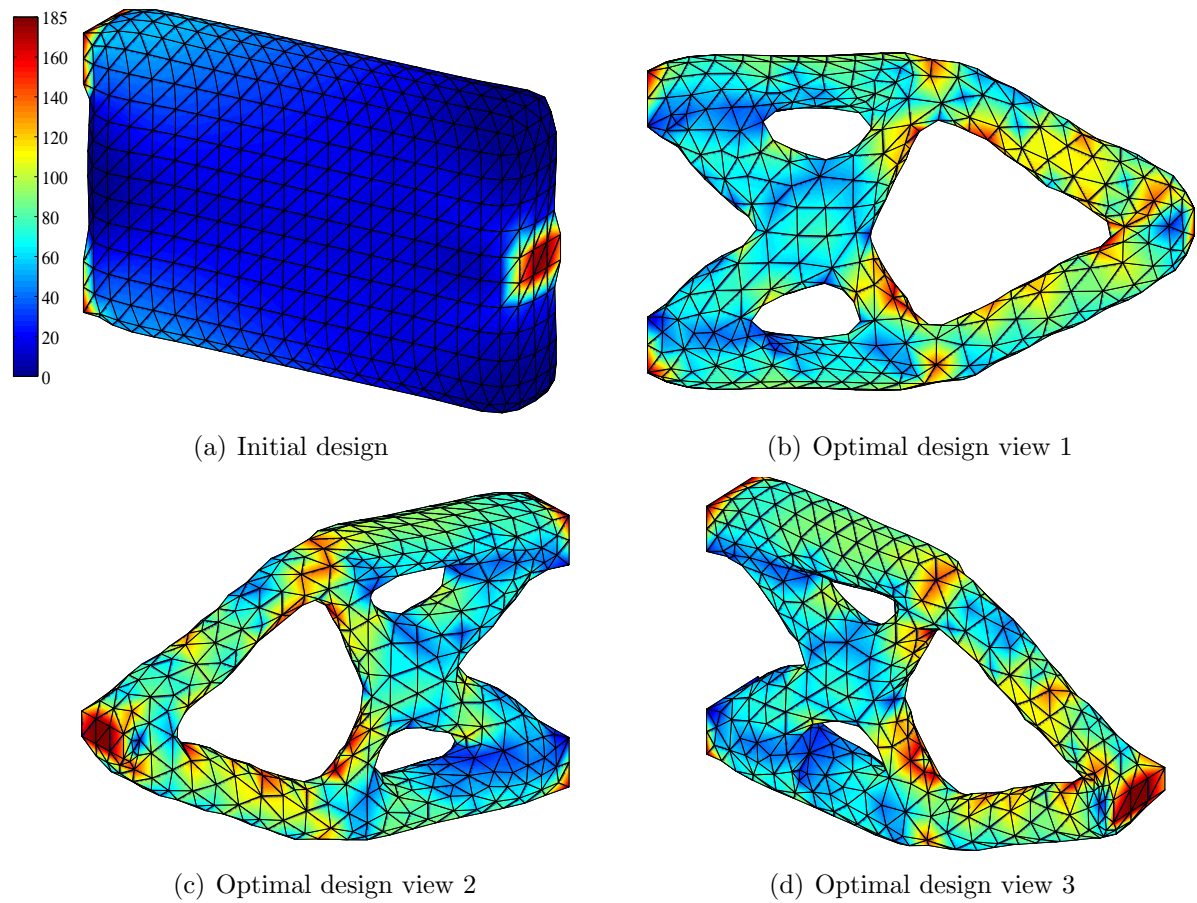 185
160
140
120
100
80
60
40
20
0
(a) Initial design
(b) Optimal design view 1
(c) Optimal design view 2
(d) Optimal design view 3